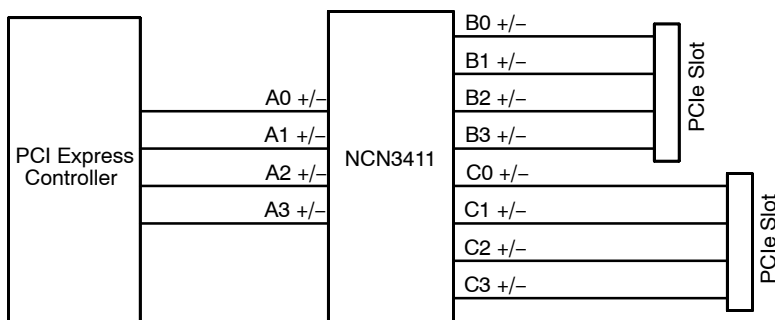 PCI Express
Controller
A0 +/−
A1 +/−
A2 +/−
A3 +/−
NCN3411
B0 +/−
B1 +/−
B2 +/−
B3 +/−
C0 +/−
C1 +/−
C2 +/−
C3 +/−
PCIe Slot
PCIe Slot